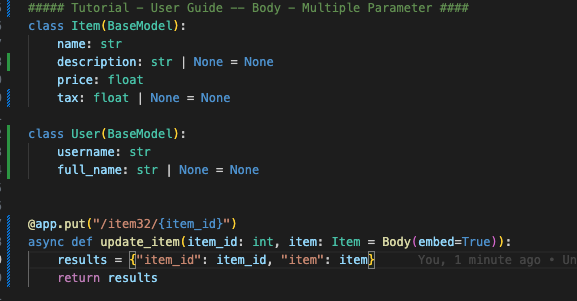 ##### Tutorial - User Guide -- Body - Multiple Parameter ####
class Item(BaseModel):
    name: str
    description: str | None = None
    price: float
    tax: float | None = None
class User(BaseModel):
    username: str
    full_name: str | None = None
@app.put("/item32/{item_id}")
async def update_item(item_id: int, item: Item = Body(embed=True)):
    results = {"item_id": item_id, "item": item}    You, 1 minute ago • Un
    return results